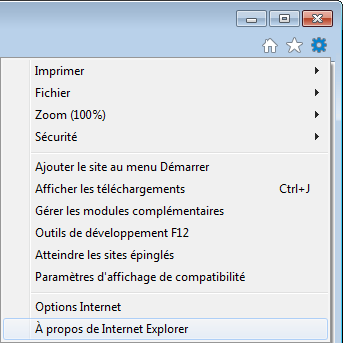 Imprimer
Fichier
Zoom (100%)
Sécurité
Ajouter le site au menu Démarrer
Afficher les téléchargements Ctrl+J
Gérer les modules complémentaires
Outils de développement F12
Atteindre les sites épinglés
Paramètres d'affichage de compatibilité
Options Internet
À propos de Internet Explorer